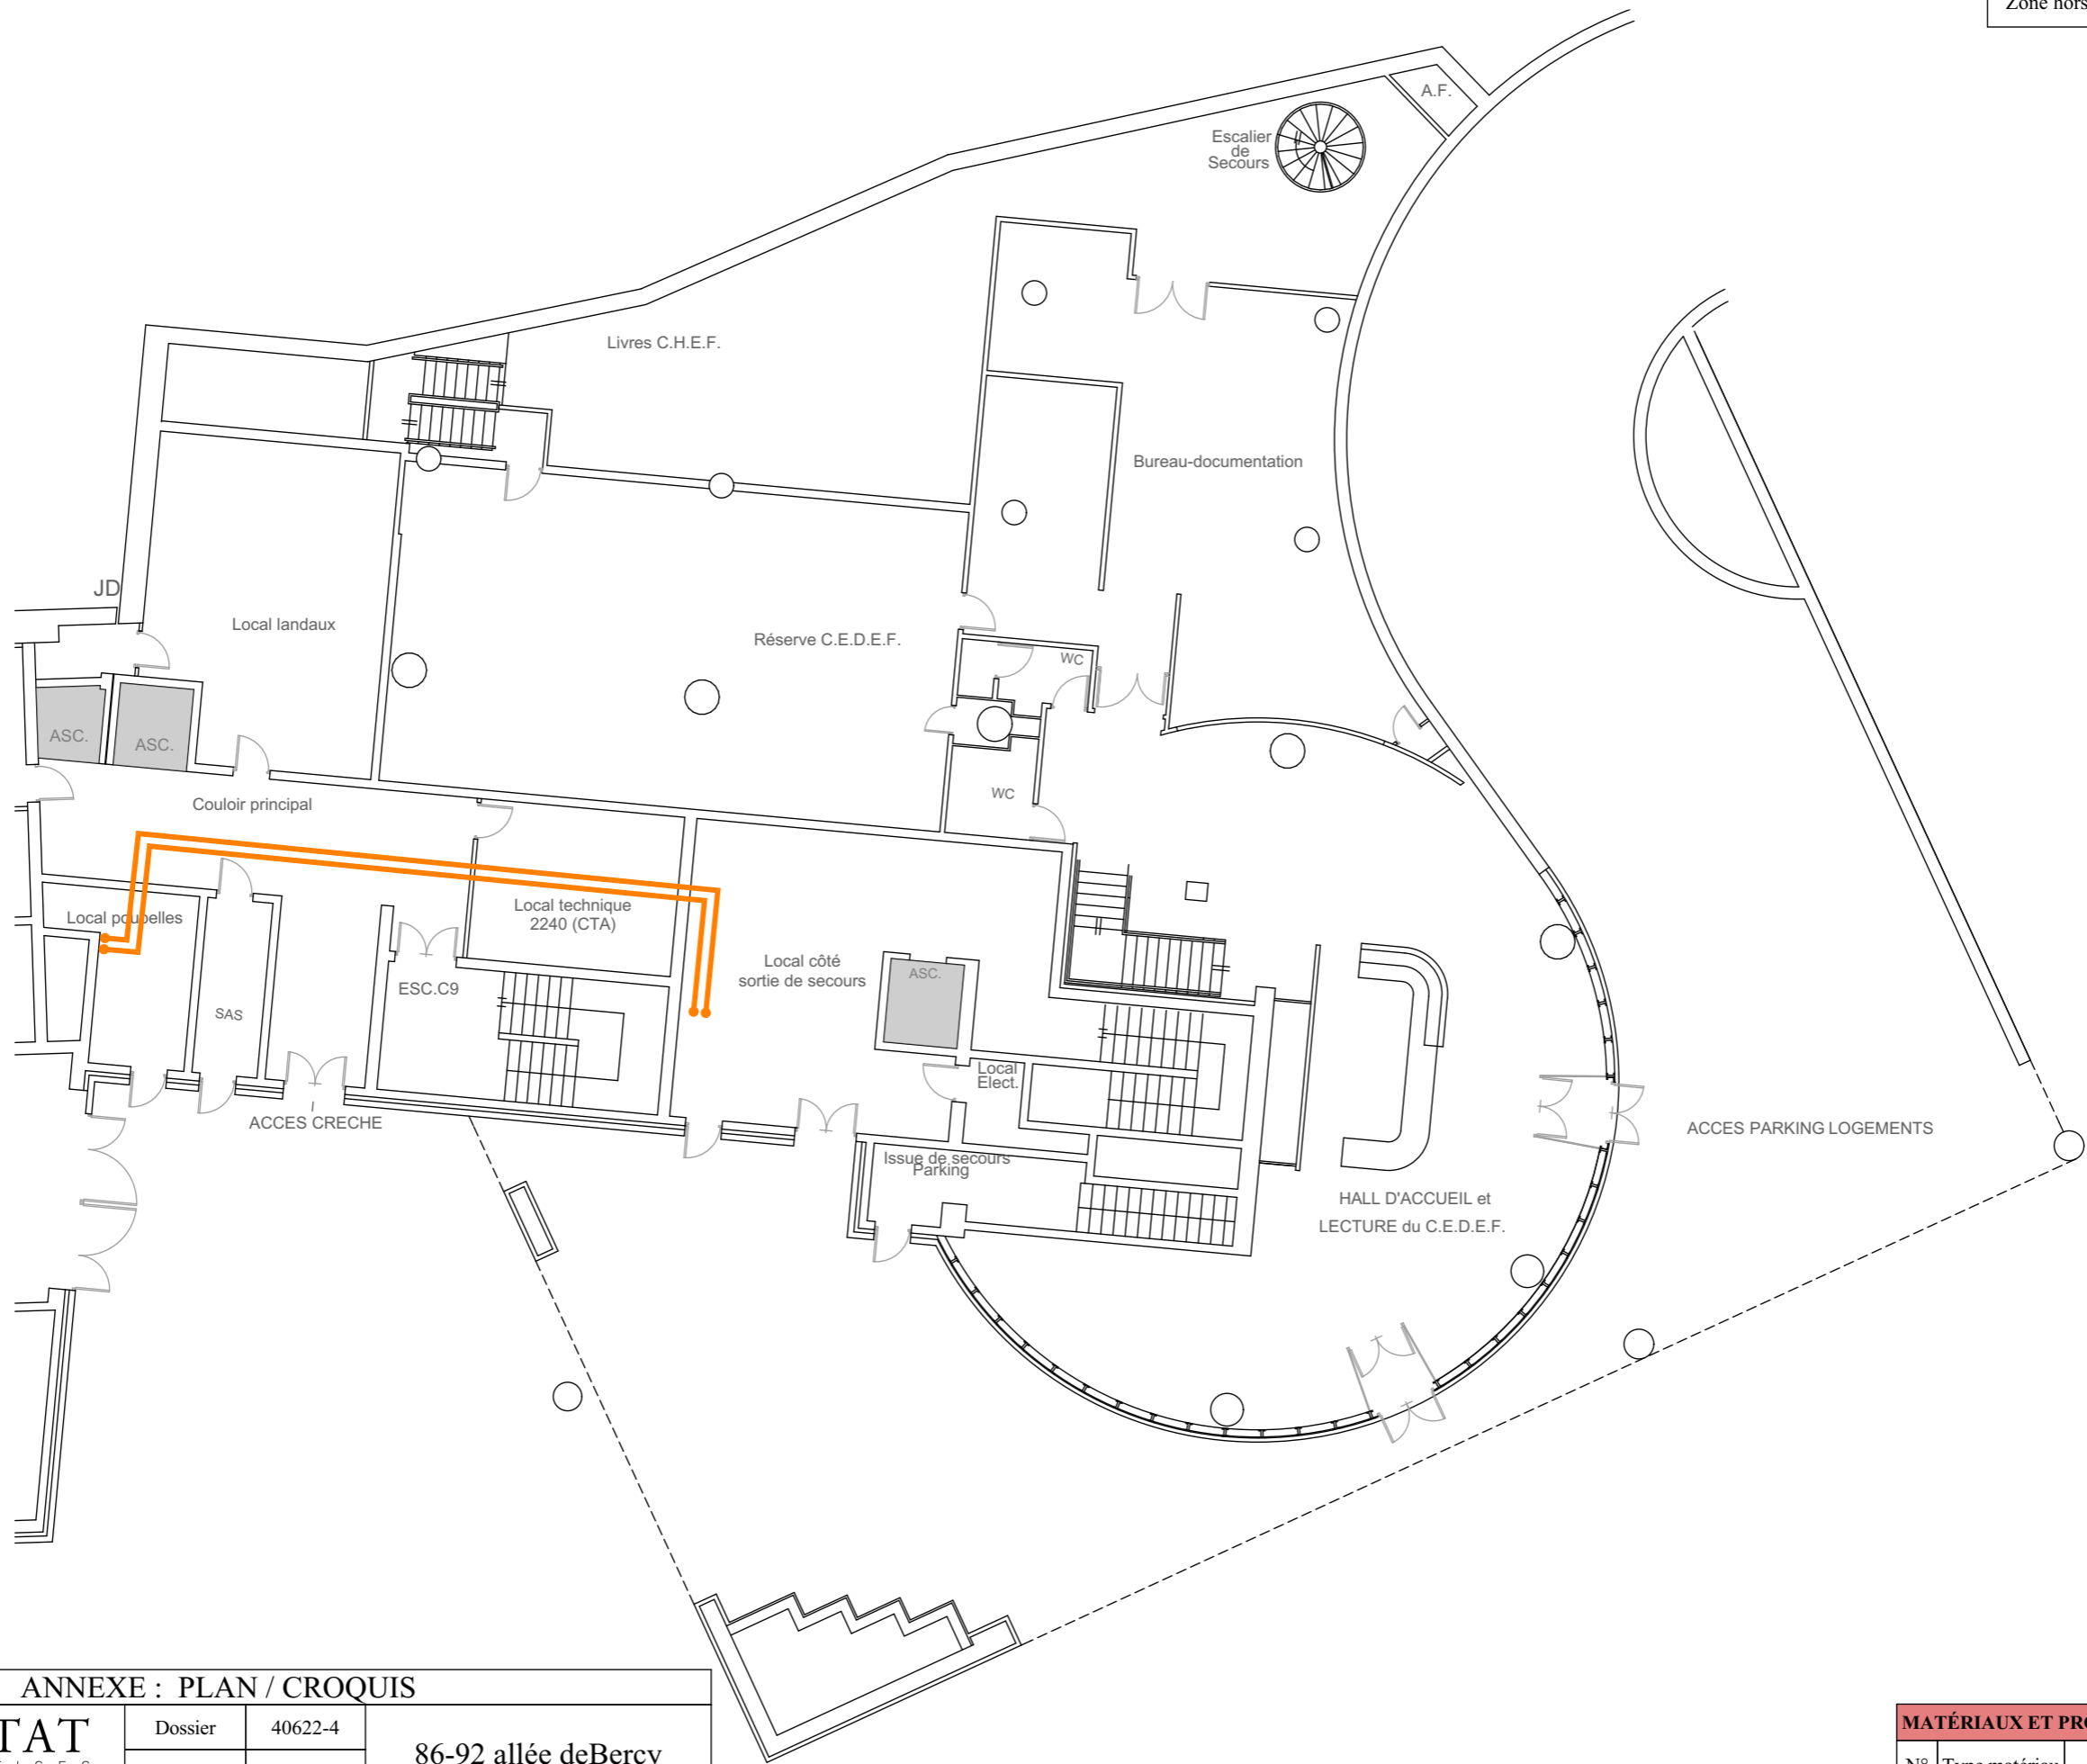 Zone hors
A.F.
Escalier
de
Secours
Livres C.H.E.F.
Bureau-documentation
JD
Local landaux
Réserve C.E.D.E.F.
WC
ASC.
ASC.
WC
Couloir principal
Local poubelles
Local technique
2240 (CTA)
Local côté
sortie de secours
ASC.
ESC.C9
SAS
Local
Elect.
ACCES CRECHE
ACCES PARKING LOGEMENTS
Issue de secours
Parking
HALL D'ACCUEIL et
LECTURE du C.E.D.E.F.
ANNEXE : PLAN / CROQUIS
TAT
Dossier
40622-4
86-92 allée deBercy
MATÉRIAUX ET PRO
N°
Type matériau